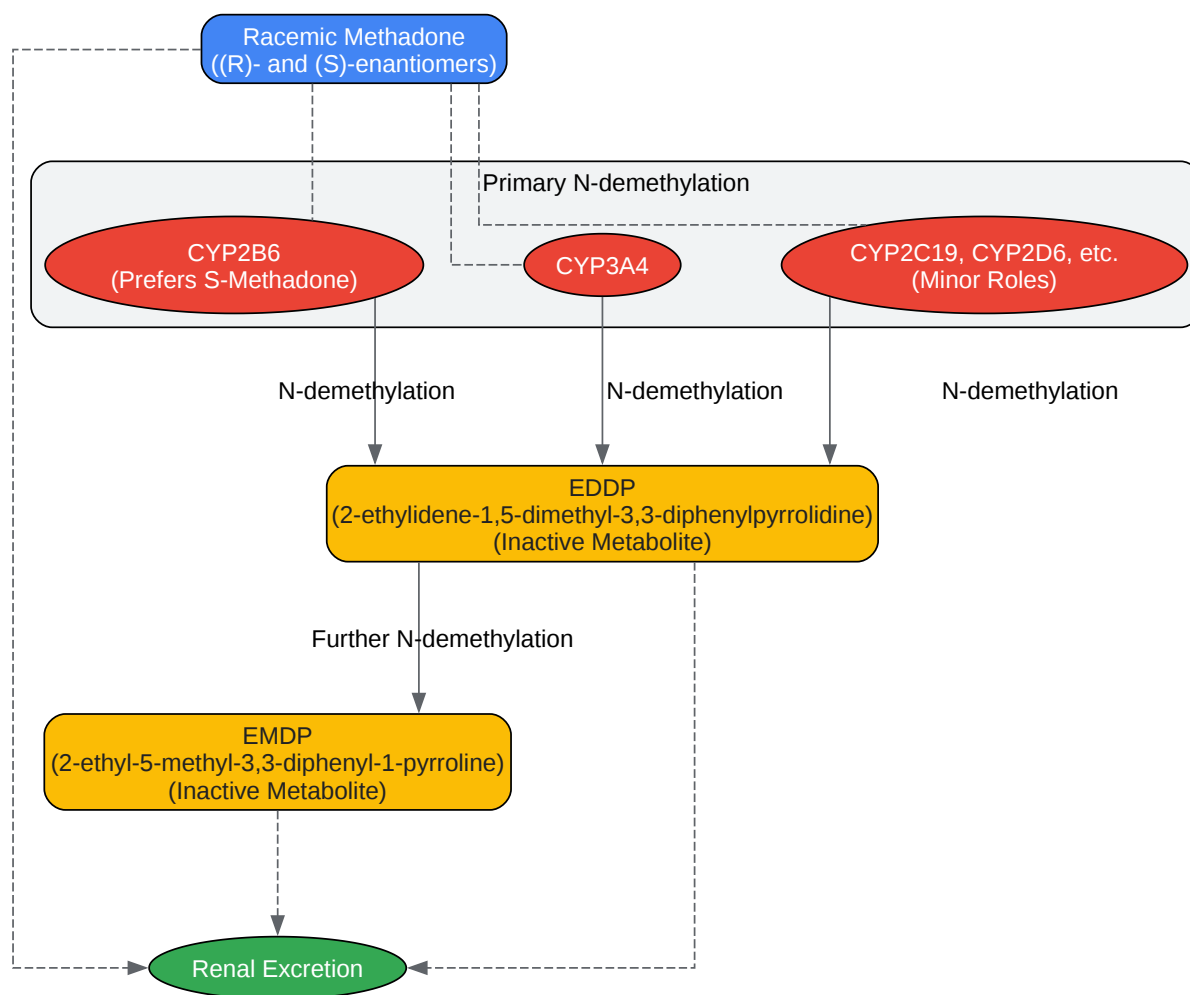 Racemic Methadone
((R)- and (S)-enantiomers)
Primary N-demethylation
CYP2B6
(Prefers S-Methadone)
CYP3A4
CYP2C19, CYP2D6, etc.
(Minor Roles)
N-demethylation
N-demethylation
N-demethylation
EDDP
(2-ethylidene-1,5-dimethyl-3,3-diphenylpyrrolidine)
(Inactive Metabolite)
Further N-demethylation
EMDP
(2-ethyl-5-methyl-3,3-diphenyl-1-pyrroline)
(Inactive Metabolite)
Renal Excretion